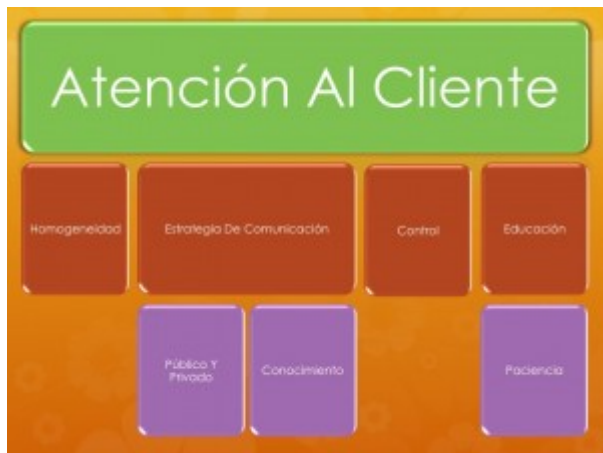 Atención Al Cliente
Homogeneidad
Estrategia De Comunicación
Control
Educación
Público Y
Privado
Conocimiento
Paciencia